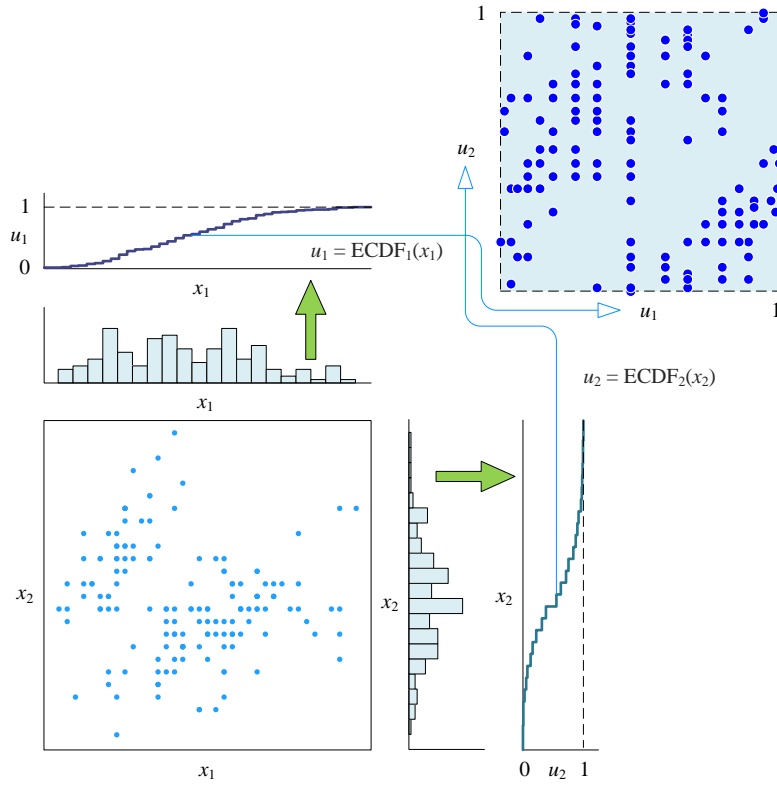 1
u₂
1
u₁
0
u₁ = ECDF₁(x₁)
x₁
u₁
1
x₁
u₂ = ECDF₂(x₂)
x₂
x₂
x₂
x₁
0
u₂
1